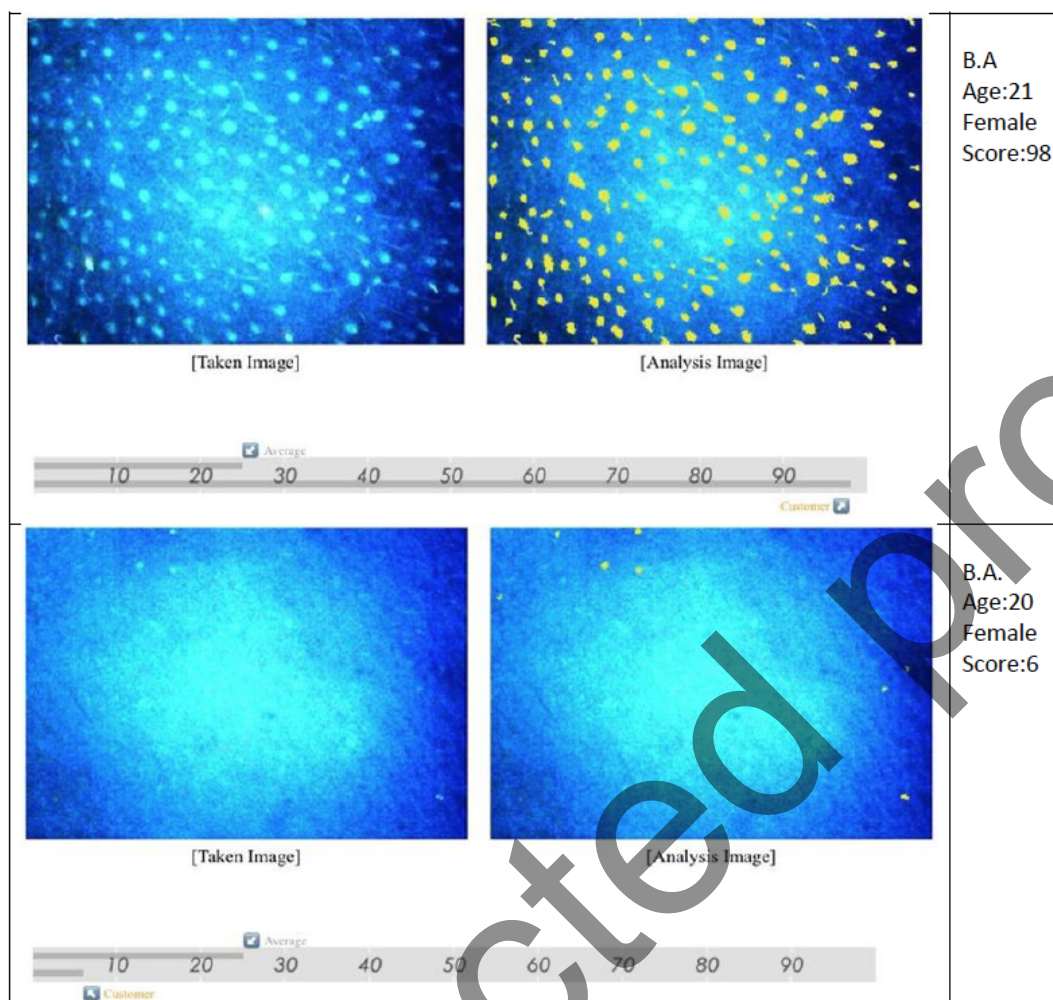 B.A
Age:21
Female
Score:98
[Taken Image]
[Analysis Image]
Average
10 20 30 40 50 60 70 80 90
Customer
B.A.
Age:20
Female
Score:6
[Taken Image]
[Analysis Image]
Average
10 20 30 40 50 60 70 80 90
Customer